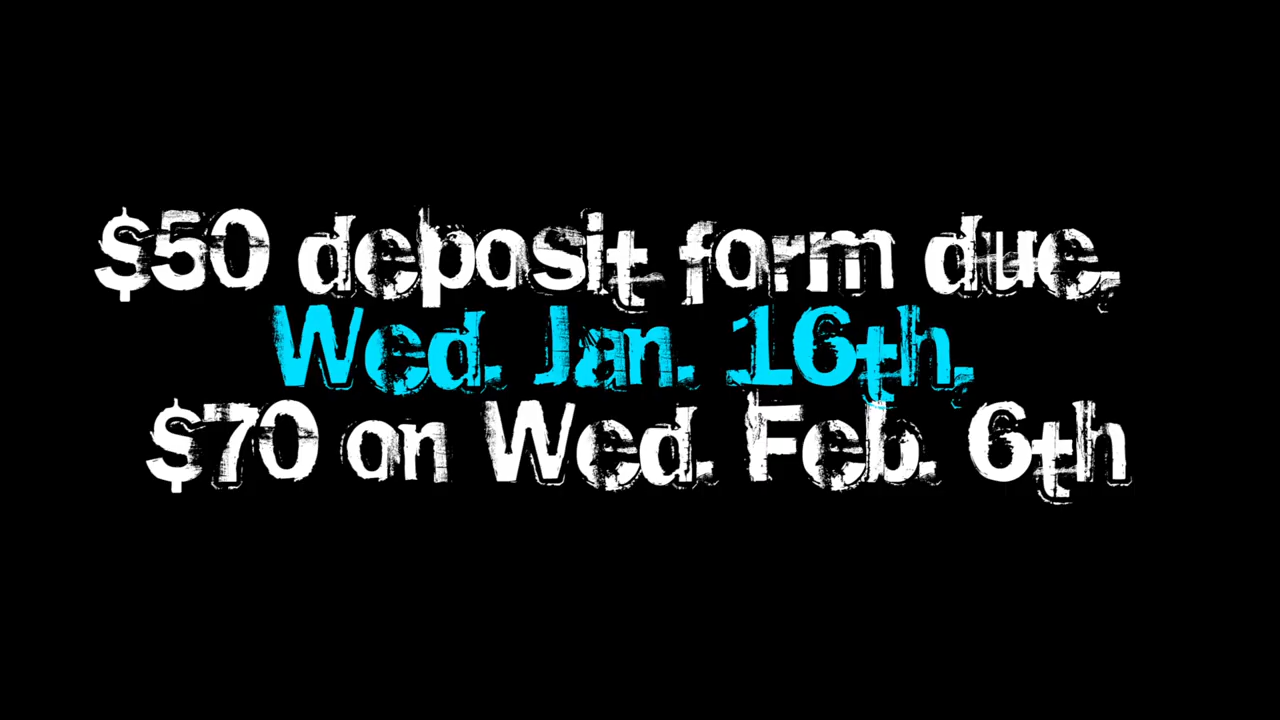 $50 deposit form due,
Wed. Jan. 16th.
$70 on Wed. Feb. 6th